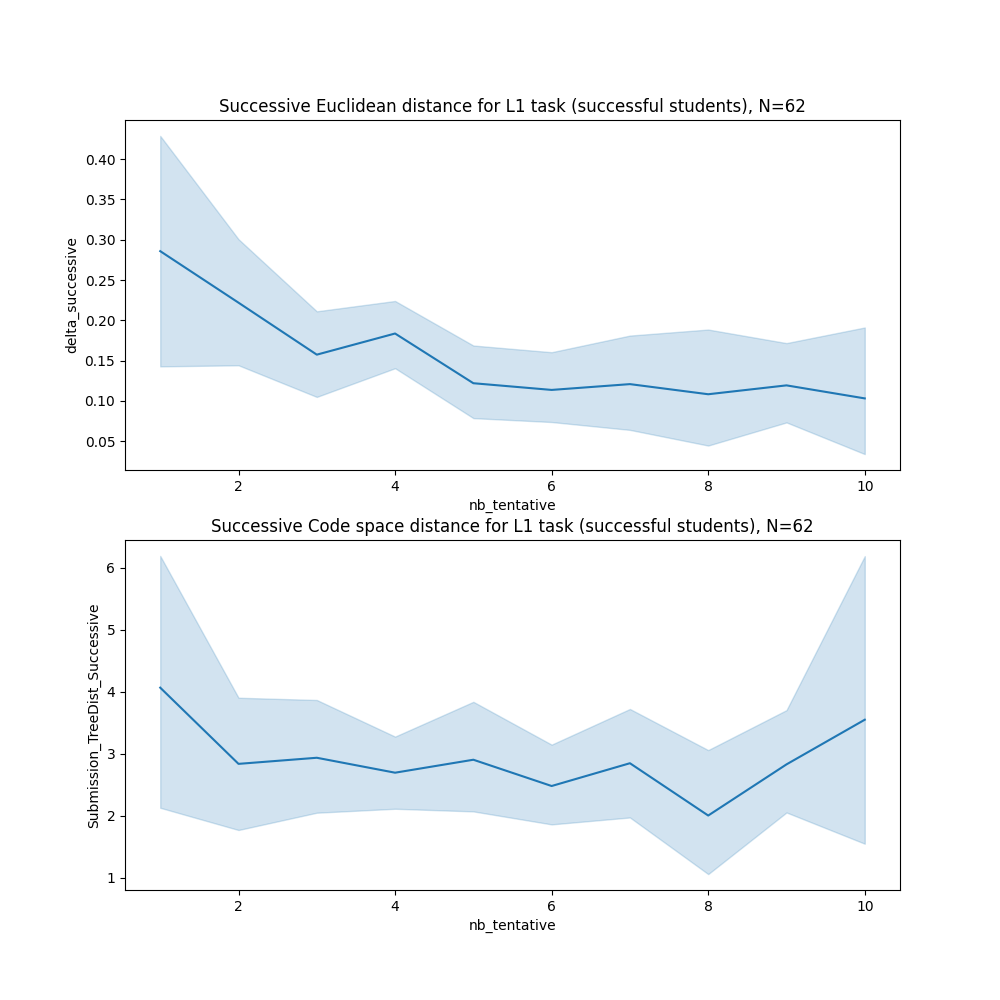 Successive Euclidean distance for L1 task (successful students), N=62
0.40
0.35
0.30
0.25
0.20
0.15
0.10
0.05
delta_successive
2 4 6 8 10
nb_tentative
Successive Code space distance for L1 task (successful students), N=62
6
5
4
3
2
1
Submission_TreeDist_Successive
2 4 6 8 10
nb_tentative